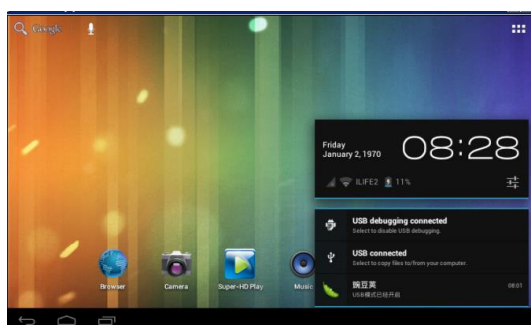 Google
Friday
January 2, 1970
08:28
ILIFE2 11%
USB debugging connected
Select to disable USB debugging.
USB connected
Select to copy files to/from your computer.
豌豆荚 08:01
USB模式已经开启
Browser
Camera
Super-HD Play
Music